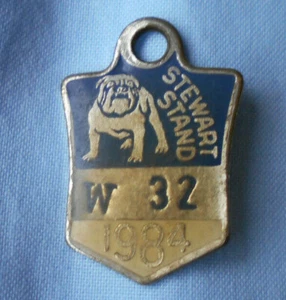 STEWART
STAND
W 32
1984